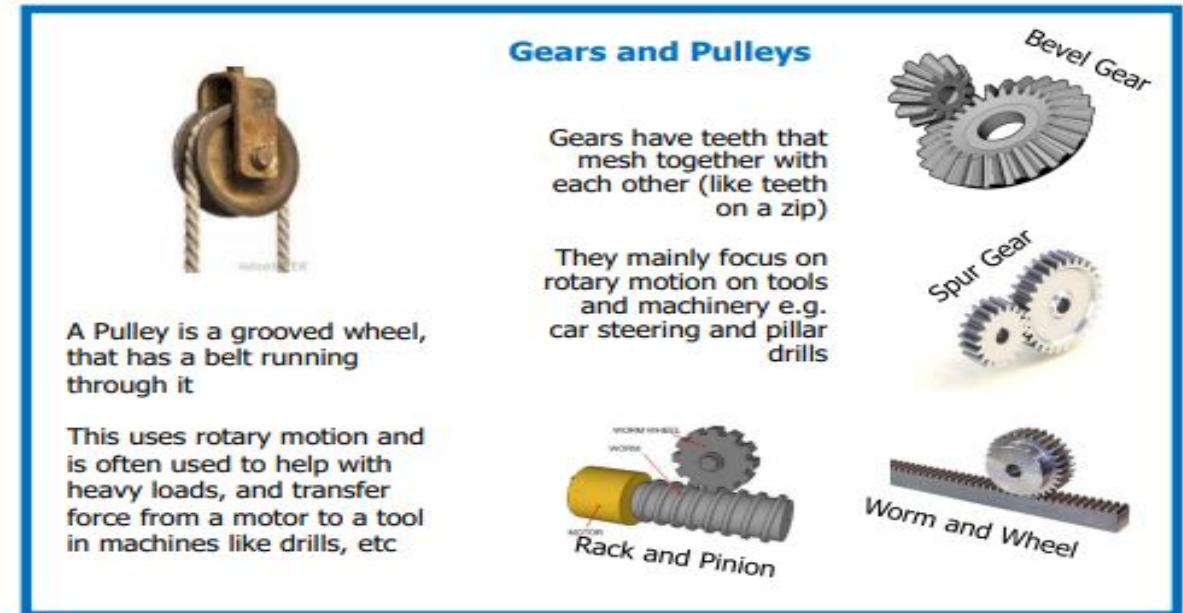 Gears and Pulleys
A Pulley is a grooved wheel,
that has a belt running
through it
This uses rotary motion and
is often used to help with
heavy loads, and transfer
force from a motor to a tool
in machines like drills, etc
Gears have teeth that
mesh together with
each other (like teeth
on a zip)
They mainly focus on
rotary motion on tools
and machinery e.g.
car steering and pillar
drills
Bevel Gear
Spur Gear
WORM WHEEL
WORM
MOTOR
Rack and Pinion
Worm and Wheel